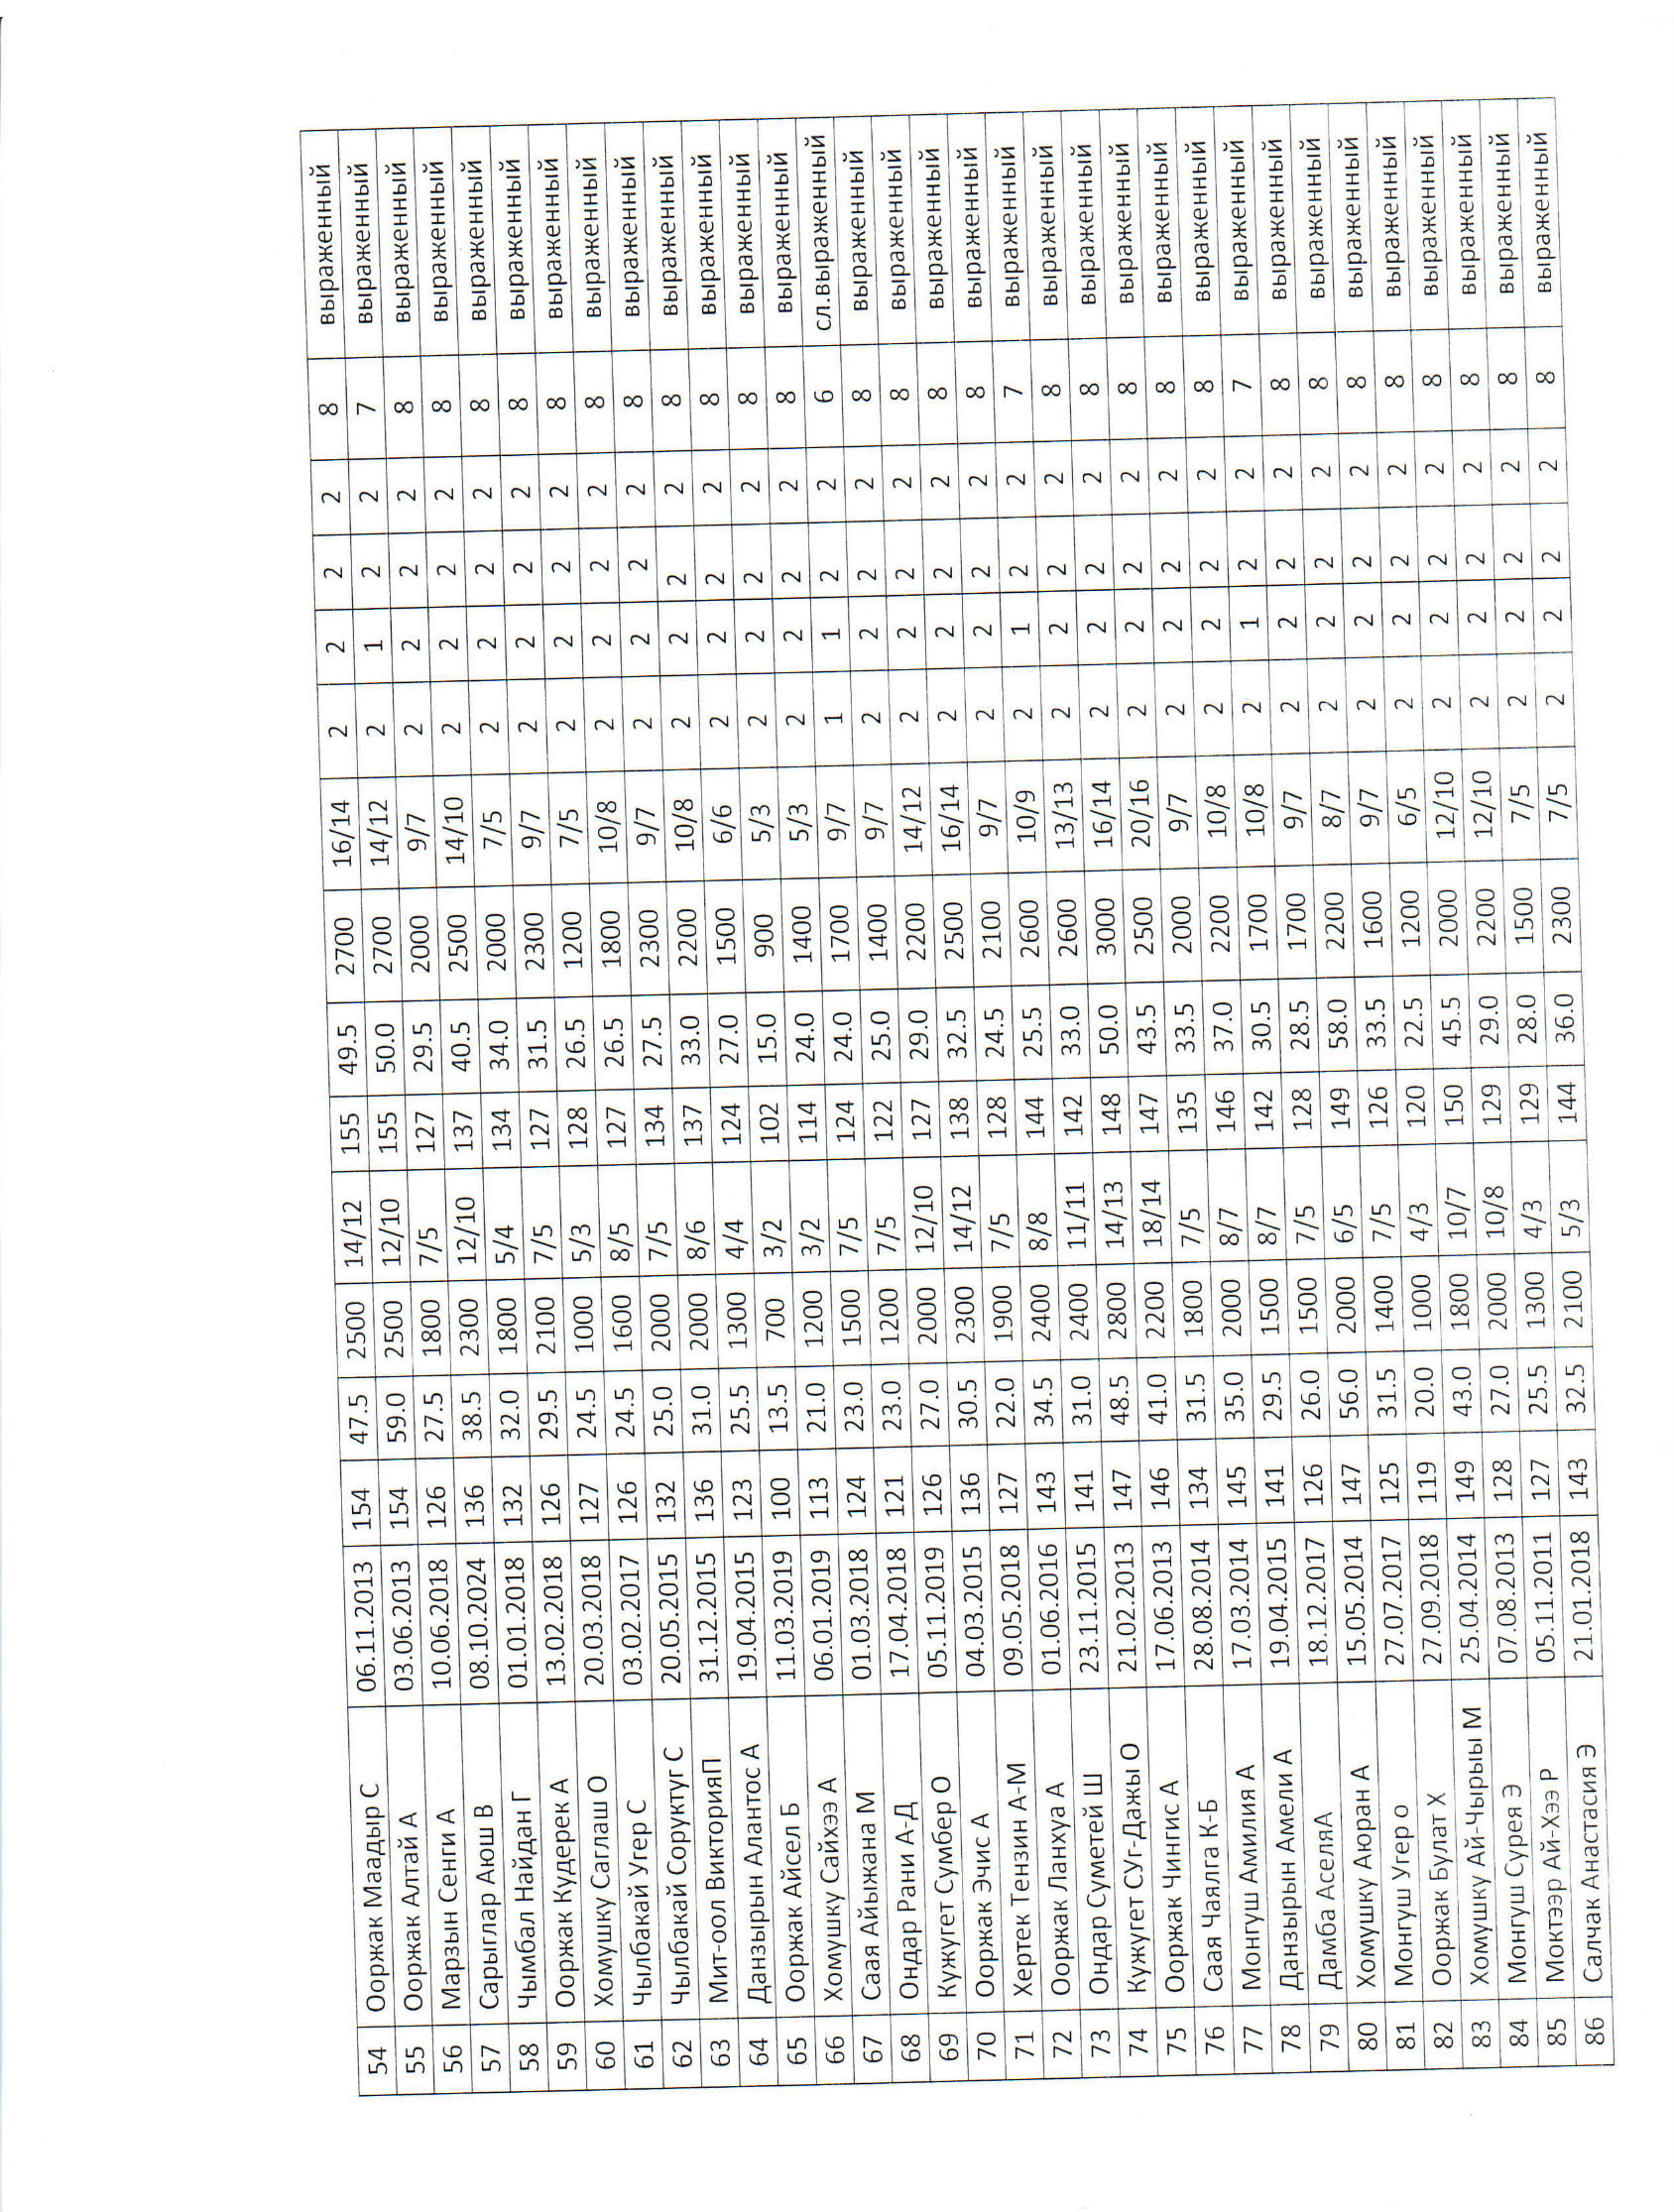 54 Ооржак Маадыр С 06.11.2013 154 47.5 2500 14/12 155 49.5 2700 16/14 2 2 2 2 8 выраженный
55 Ооржак Алтай А 03.06.2013 154 59.0 2500 12/10 155 50.0 2700 14/12 2 1 2 2 7 выраженный
56 Марзын Сенги А 10.06.2018 126 27.5 1800 7/5 127 29.5 2000 9/7 2 2 2 2 8 выраженный
57 Сарыглар Аюш В 08.10.2024 136 38.5 2300 12/10 137 40.5 2500 14/10 2 2 2 2 8 выраженный
58 Чымбал Найдан Г 01.01.2018 132 32.0 1800 5/4 134 34.0 2000 7/5 2 2 2 2 8 выраженный
59 Ооржак Кудерек А 13.02.2018 126 29.5 2100 7/5 127 31.5 2300 9/7 2 2 2 2 8 выраженный
60 Хомушку Саглаш О 20.03.2018 127 24.5 1000 5/3 128 26.5 1200 7/5 2 2 2 2 8 выраженный
61 Чылбакай Угер С 03.02.2017 126 24.5 1600 8/5 127 26.5 1800 10/8 2 2 2 2 8 выраженный
62 Чылбакай Соруктуг С 20.05.2015 132 25.0 2000 7/5 134 27.5 2300 9/7 2 2 2 2 8 выраженный
63 Мит-оол ВикторияП 31.12.2015 136 31.0 2000 8/6 137 33.0 2200 10/8 2 2 2 2 8 выраженный
64 Данзырын Алантос А 19.04.2015 123 25.5 1300 4/4 124 27.0 1500 6/6 2 2 2 2 8 выраженный
65 Ооржак Айсел Б 11.03.2019 100 13.5 700 3/2 102 15.0 900 5/3 2 2 2 2 8 выраженный
66 Хомушку Сайхээ А 06.01.2019 113 21.0 1200 3/2 114 24.0 1400 5/3 2 2 2 2 8 выраженный
67 Саая Айыжана М 01.03.2018 124 23.0 1500 7/5 124 24.0 1700 9/7 1 1 2 2 6 сл.выраженный
68 Ондар Рани А-Д 17.04.2018 121 23.0 1200 7/5 122 25.0 1400 9/7 2 2 2 2 8 выраженный
69 Кужугет Сумбер О 05.11.2019 126 27.0 2000 12/10 127 29.0 2200 14/12 2 2 2 2 8 выраженный
70 Ооржак Эчис А 04.03.2015 136 30.5 2300 14/12 138 32.5 2500 16/14 2 2 2 2 8 выраженный
71 Хертек Тензин А-М 09.05.2018 127 22.0 1900 7/5 128 24.5 2100 9/7 2 2 2 2 8 выраженный
72 Ооржак Ланхуа А 01.06.2016 143 34.5 2400 8/8 144 25.5 2600 10/9 2 1 2 2 7 выраженный
73 Ондар Суметей Ш 23.11.2015 141 31.0 2400 11/11 142 33.0 2600 13/13 2 2 2 2 8 выраженный
74 Кужугет СУг-Дажы О 21.02.2013 147 48.5 2800 14/13 148 50.0 3000 16/14 2 2 2 2 8 выраженный
75 Ооржак Чингис А 17.06.2013 146 41.0 2200 18/14 147 43.5 2500 20/16 2 2 2 2 8 выраженный
76 Саая Чаялга К-Б 28.08.2014 134 31.5 1800 7/5 135 33.5 2000 9/7 2 2 2 2 8 выраженный
77 Монгуш Амилия А 17.03.2014 145 35.0 2000 8/7 146 37.0 2200 10/8 2 2 2 2 8 выраженный
78 Данзырын Амели А 19.04.2015 141 29.5 1500 8/7 142 30.5 1700 10/8 2 1 2 2 7 выраженный
79 Дамба АселяА 18.12.2017 126 26.0 1500 7/5 128 28.5 1700 9/7 2 2 2 2 8 выраженный
80 Хомушку Аюран А 15.05.2014 147 56.0 2000 6/5 149 58.0 2200 8/7 2 2 2 2 8 выраженный
81 Монгуш Угер о 27.07.2017 125 31.5 1400 7/5 126 33.5 1600 9/7 2 2 2 2 8 выраженный
82 Ооржак Булат Х 27.09.2018 119 20.0 1000 4/3 120 22.5 1200 6/5 2 2 2 2 8 выраженный
83 Хомушку Ай-Чырыы М 25.04.2014 149 43.0 1800 10/7 150 45.5 2000 12/10 2 2 2 2 8 выраженный
84 Монгуш Сурея Э 07.08.2013 128 27.0 2000 10/8 129 29.0 2200 12/10 2 2 2 2 8 выраженный
85 Моктээр Ай-Хээ Р 05.11.2011 127 25.5 1300 4/3 129 28.0 1500 7/5 2 2 2 2 8 выраженный
86 Салчак Анастасия Э 21.01.2018 143 32.5 2100 5/3 144 36.0 2300 7/5 2 2 2 2 8 выраженный